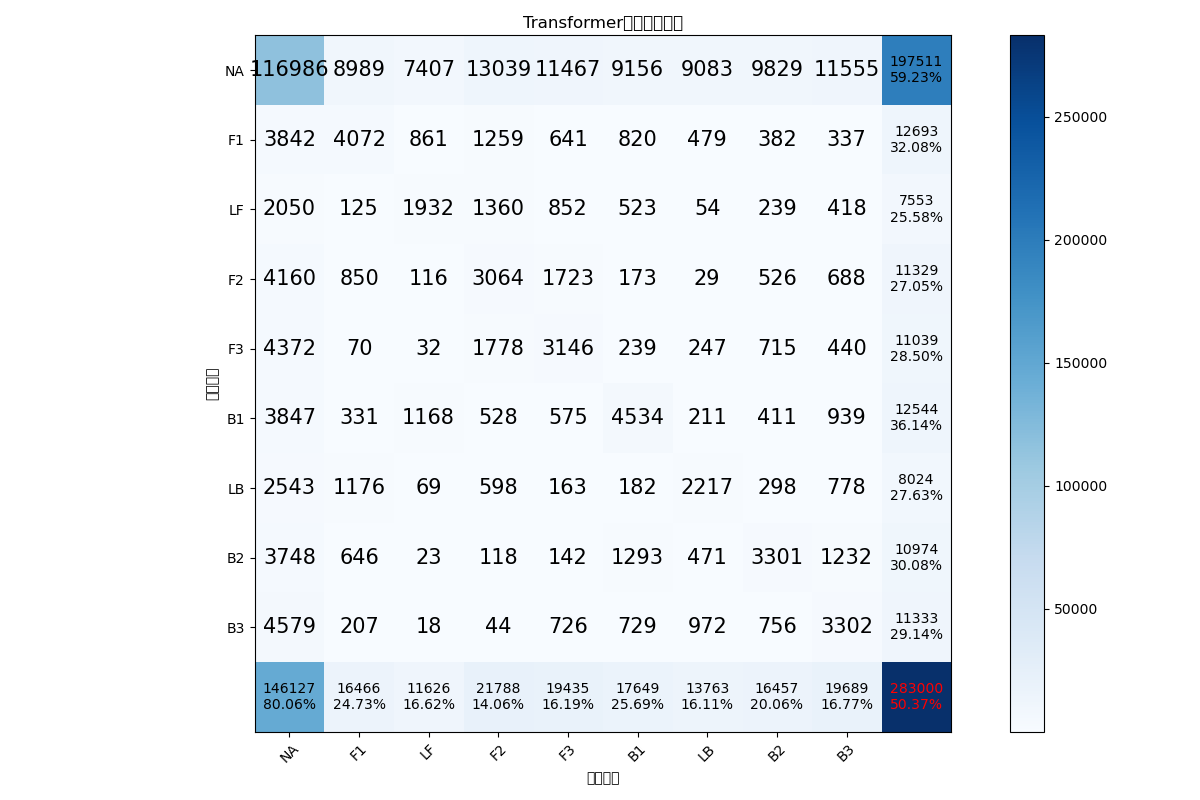 Transformer
NA 116986 8989 7407 13039 11467 9156 9083 9829 11555 197511
59.23%
F1 3842 4072 861 1259 641 820 479 382 337 12693
32.08%
LF 2050 125 1932 1360 852 523 54 239 418 7553
25.58%
F2 4160 850 116 3064 1723 173 29 526 688 11329
27.05%
F3 4372 70 32 1778 3146 239 247 715 440 11039
28.50%
B1 3847 331 1168 528 575 4534 211 411 939 12544
36.14%
LB 2543 1176 69 598 163 182 2217 298 778 8024
27.63%
B2 3748 646 23 118 142 1293 471 3301 1232 10974
30.08%
B3 4579 207 18 44 726 729 972 756 3302 11333
29.14%
146127 16466 11626 21788 19435 17649 13763 16457 19689 283000
80.06% 24.73% 16.62% 14.06% 16.19% 25.69% 16.11% 20.06% 16.77% 50.37%
NA F1 LF F2 F3 B1 LB B2 B3
250000
200000
150000
100000
50000